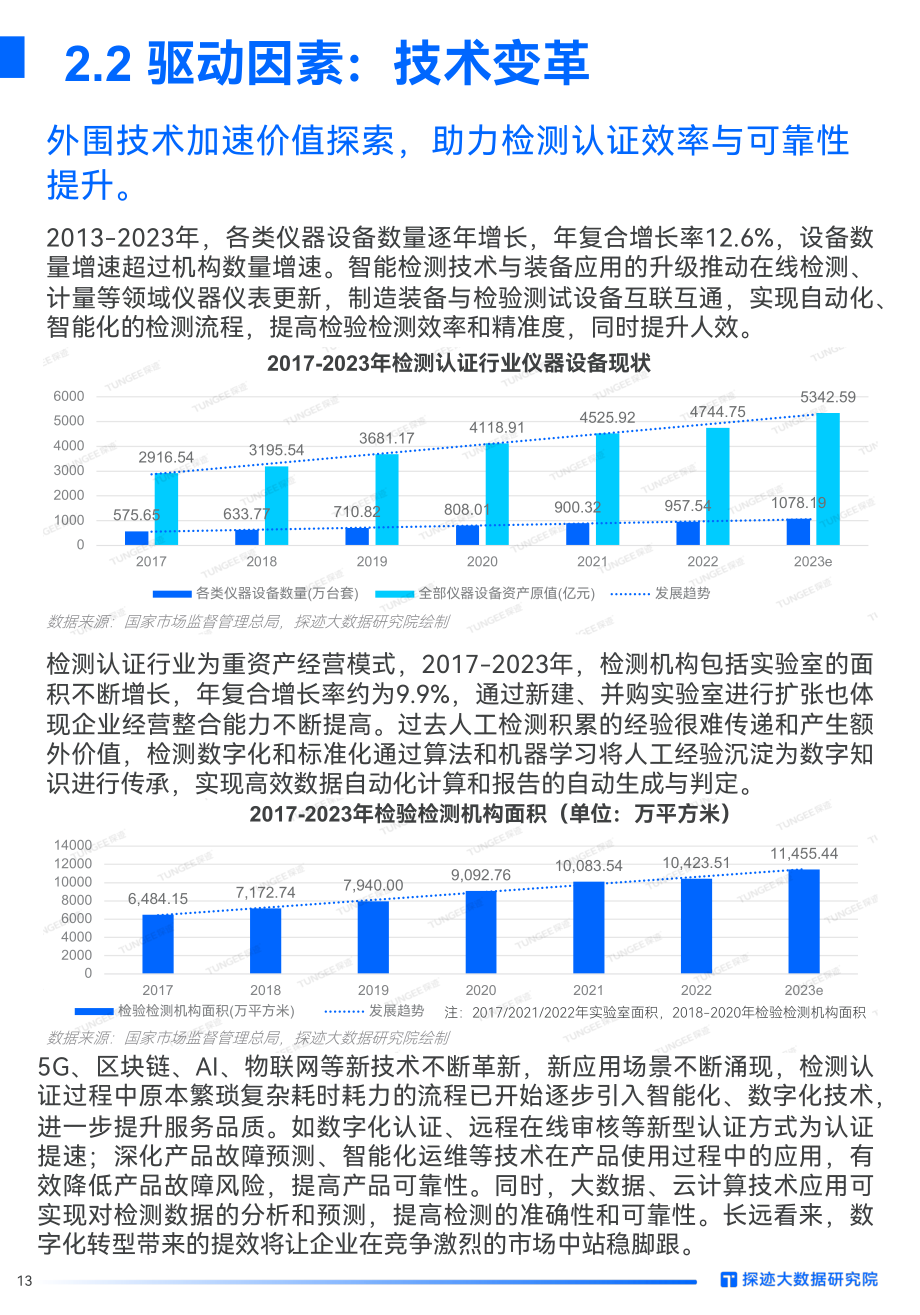 2.2 驱动因素：技术变革
外围技术加速价值探索，助力检测认证效率与可靠性
提升。
2013-2023年，各类仪器设备数量逐年增长，年复合增长率12.6%，设备数
量增速超过机构数量增速。智能检测技术与装备应用的升级推动在线检测、
计量等领域仪器仪表更新，制造装备与检验测试设备互联互通，实现自动化、
智能化的检测流程，提高检验检测效率和精准度，同时提升人效。
2017-2023年检测认证行业仪器设备现状
6000
5000
4000
3000
2000
1000
0
2916.54
3195.54
3681.17
4118.91
4525.92
4744.75
5342.59
575.65
633.77
710.82
808.01
900.32
957.54
1078.19
2017
2018
2019
2020
2021
2022
2023e
各类仪器设备数量(万台套)
全部仪器设备资产原值(亿元)
发展趋势
数据来源：国家市场监督管理总局，探迹大数据研究院绘制
检测认证行业为重资产经营模式，2017-2023年，检测机构包括实验室的面
积不断增长，年复合增长率约为9.9%，通过新建、并购实验室进行扩张也体
现企业经营整合能力不断提高。过去人工检测积累的经验很难传递和产生额
外价值，检测数字化和标准化通过算法和机器学习将人工经验沉淀为数字知
识进行传承，实现高效数据自动化计算和报告的自动生成与判定。
2017-2023年检验检测机构面积（单位：万平方米）
14000
12000
10000
8000
6000
4000
2000
0
6,484.15
7,172.74
7,940.00
9,092.76
10,083.54
10,423.51
11,455.44
2017
2018
2019
2020
2021
2022
2023e
检验检测机构面积(万平方米)
发展趋势
注：2017/2021/2022年实验室面积，2018-2020年检验检测机构面积
数据来源：国家市场监督管理总局，探迹大数据研究院绘制
5G、区块链、AI、物联网等新技术不断革新，新应用场景不断涌现，检测认
证过程中原本繁琐复杂耗时耗力的流程已开始逐步引入智能化、数字化技术，
进一步提升服务品质。如数字化认证、远程在线审核等新型认证方式为认证
提速；深化产品故障预测、智能化运维等技术在产品使用过程中的应用，有
效降低产品故障风险，提高产品可靠性。同时，大数据、云计算技术应用可
实现对检测数据的分析和预测，提高检测的准确性和可靠性。长远看来，数
字化转型带来的提效将让企业在竞争激烈的市场中站稳脚跟。
13
探迹大数据研究院
TUNGEE探迹